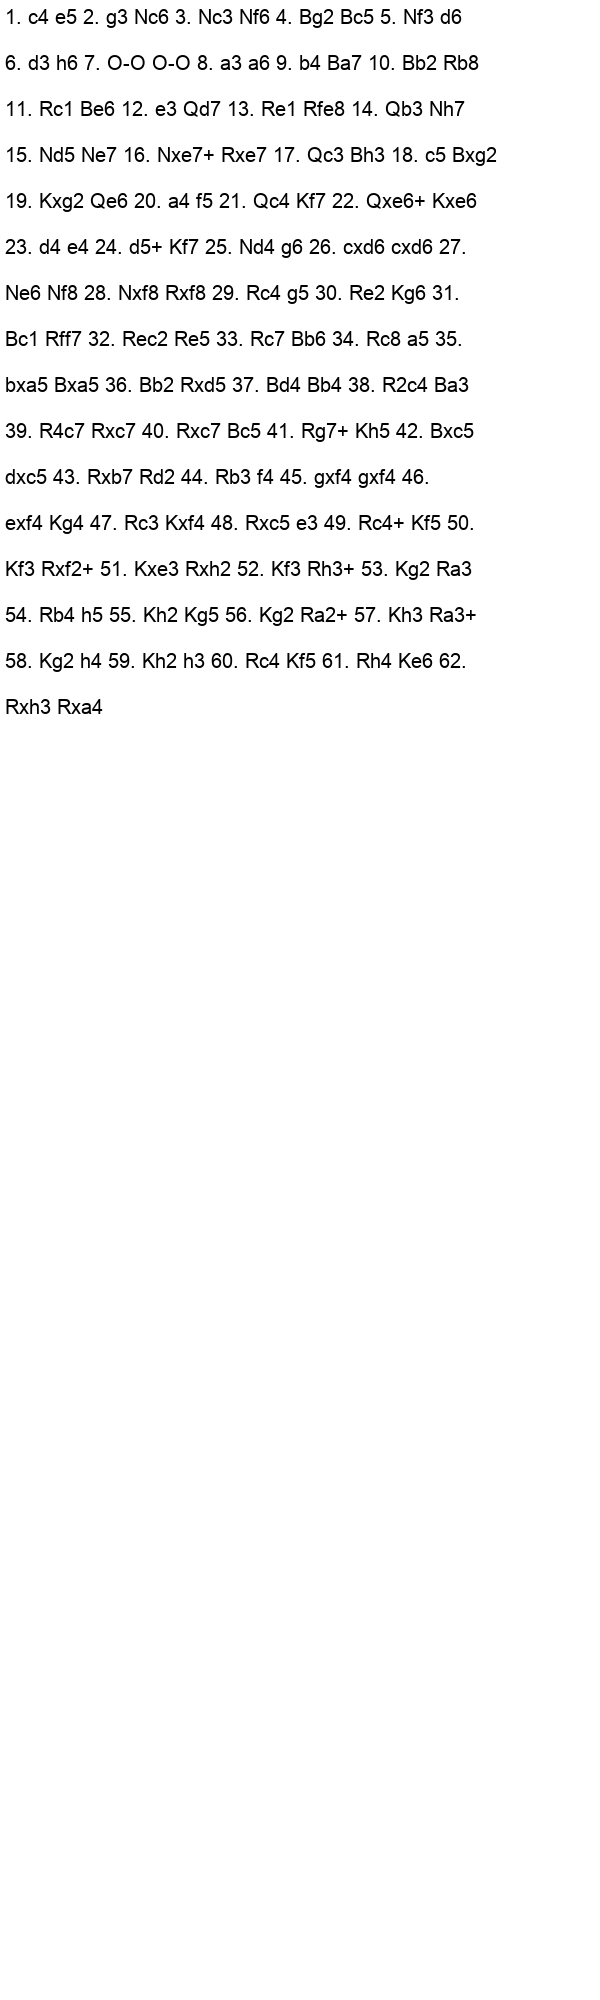 1. c4 e5 2. g3 Nc6 3. Nc3 Nf6 4. Bg2 Bc5 5. Nf3 d6
6. d3 h6 7. O-O O-O 8. a3 a6 9. b4 Ba7 10. Bb2 Rb8
11. Rc1 Be6 12. e3 Qd7 13. Re1 Rfe8 14. Qb3 Nh7
15. Nd5 Ne7 16. Nxe7+ Rxe7 17. Qc3 Bh3 18. c5 Bxg2
19. Kxg2 Qe6 20. a4 f5 21. Qc4 Kf7 22. Qxe6+ Kxe6
23. d4 e4 24. d5+ Kf7 25. Nd4 g6 26. cxd6 cxd6 27.
Ne6 Nf8 28. Nxf8 Rxf8 29. Rc4 g5 30. Re2 Kg6 31.
Bc1 Rff7 32. Rec2 Re5 33. Rc7 Bb6 34. Rc8 a5 35.
bxa5 Bxa5 36. Bb2 Rxd5 37. Bd4 Bb4 38. R2c4 Ba3
39. R4c7 Rxc7 40. Rxc7 Bc5 41. Rg7+ Kh5 42. Bxc5
dxc5 43. Rxb7 Rd2 44. Rb3 f4 45. gxf4 gxf4 46.
exf4 Kg4 47. Rc3 Kxf4 48. Rxc5 e3 49. Rc4+ Kf5 50.
Kf3 Rxf2+ 51. Kxe3 Rxh2 52. Kf3 Rh3+ 53. Kg2 Ra3
54. Rb4 h5 55. Kh2 Kg5 56. Kg2 Ra2+ 57. Kh3 Ra3+
58. Kg2 h4 59. Kh2 h3 60. Rc4 Kf5 61. Rh4 Ke6 62.
Rxh3 Rxa4